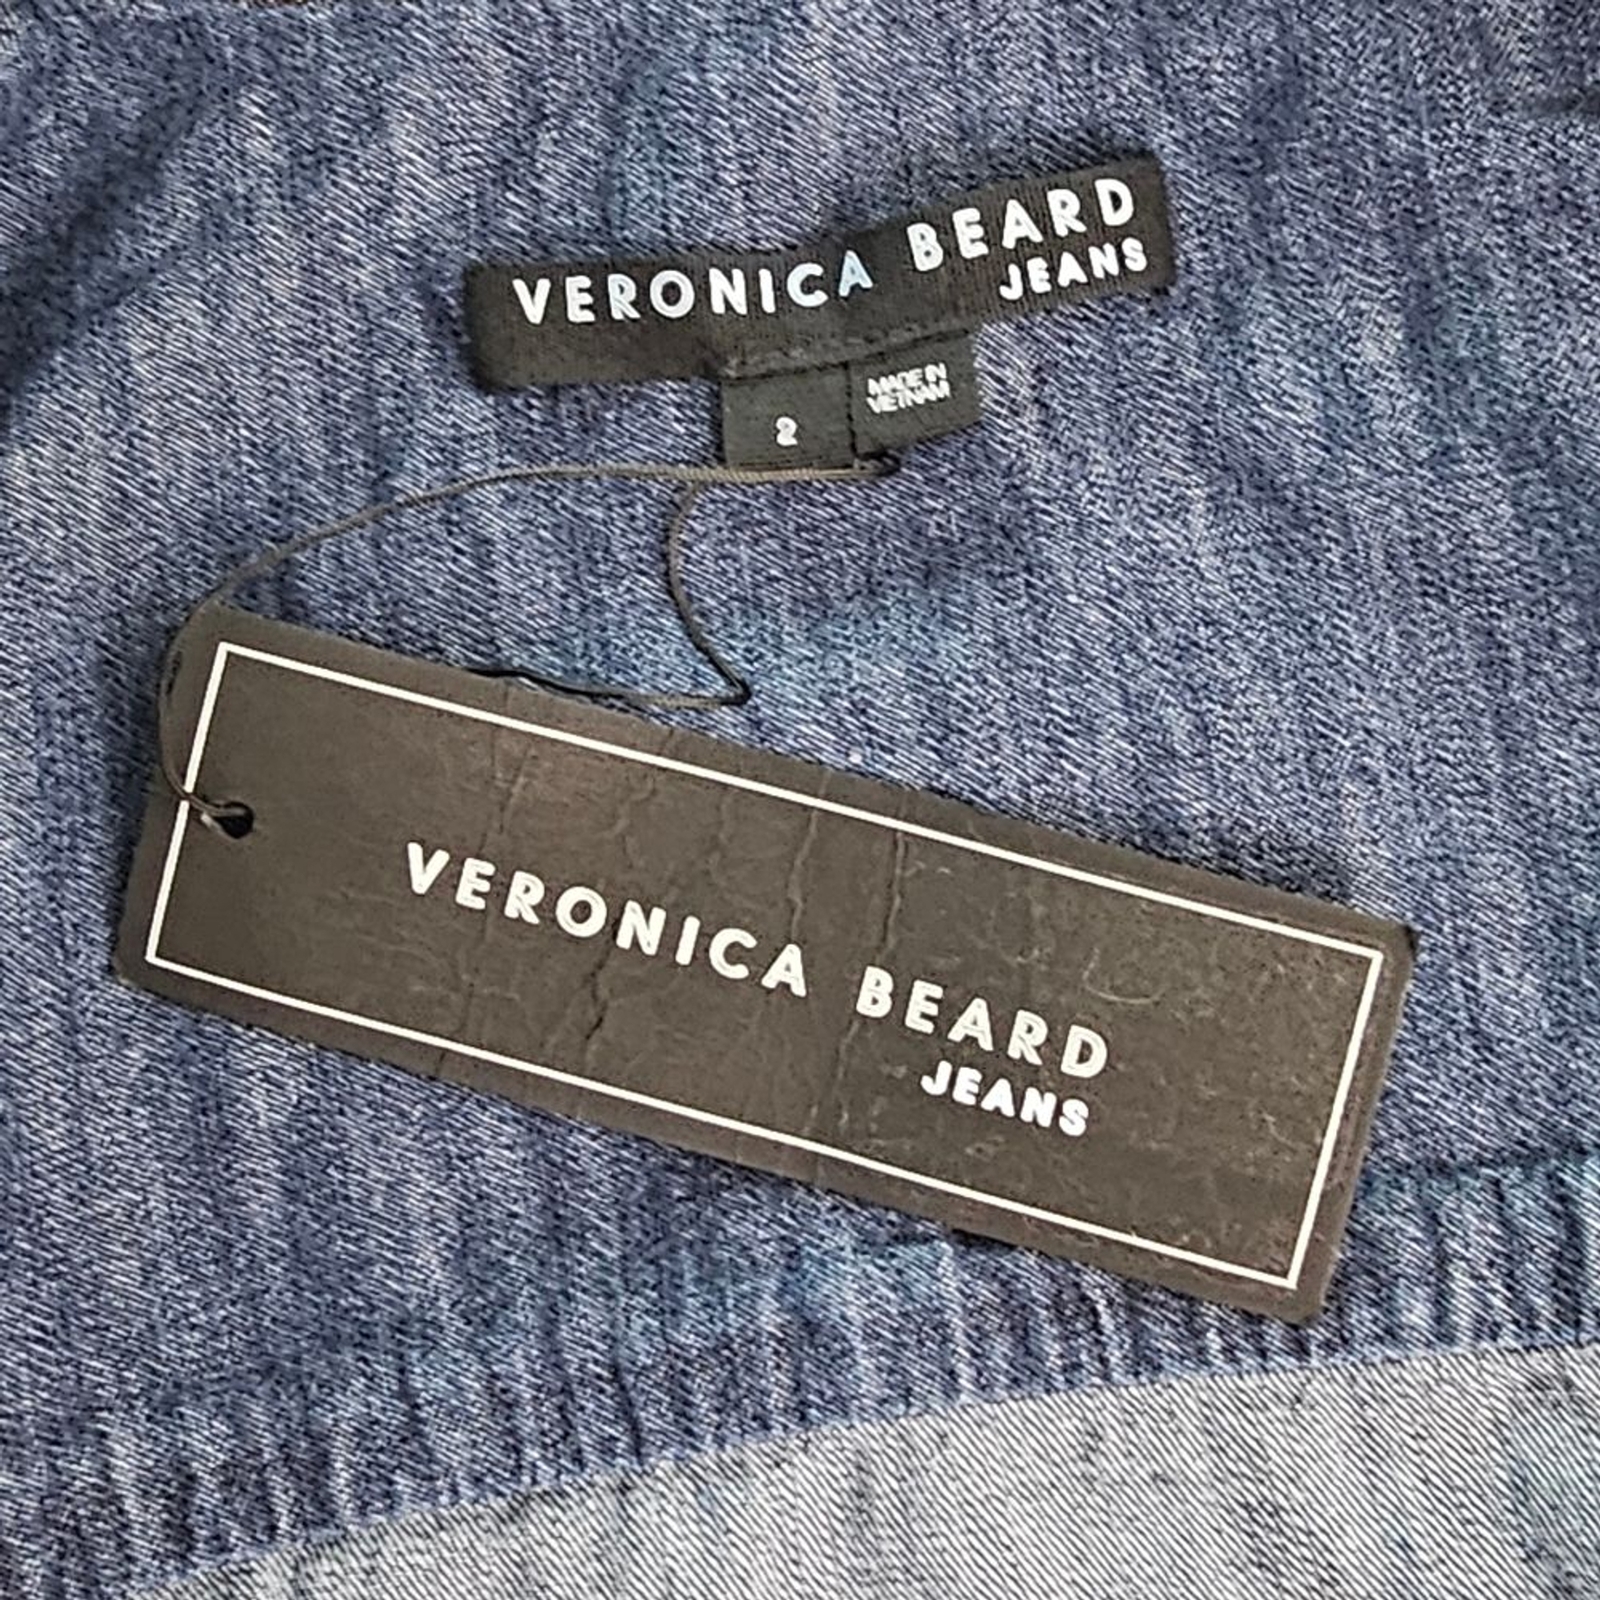 VERONICA BEARD
JEANS
2
MADE IN
VIETNAM
VERONICA BEARD
JEANS